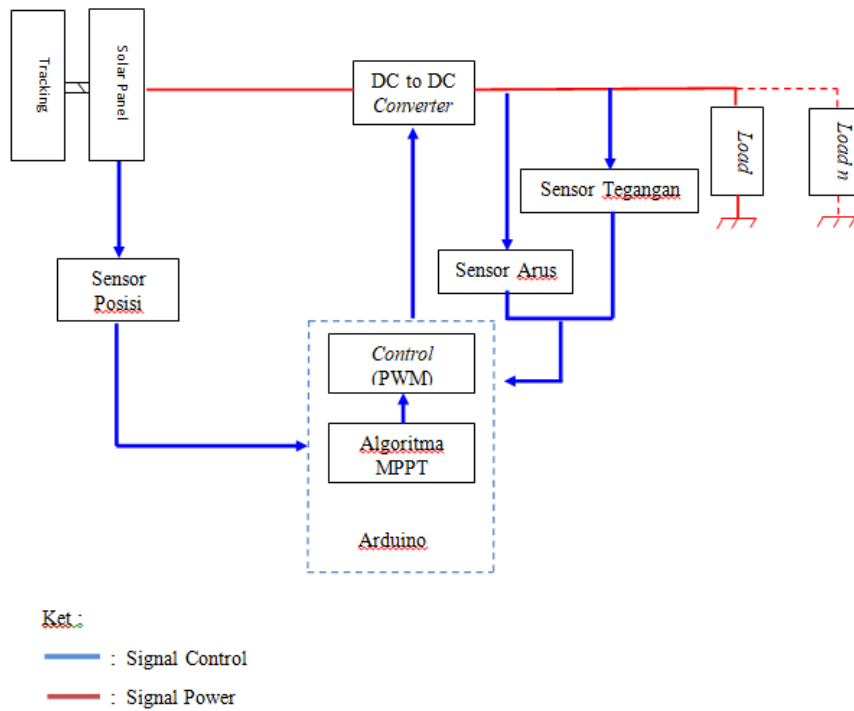 Tracking
Solar Panel
DC to DC
Converter
Load
Load n
Sensor Tegangan
Sensor Arus
Sensor
Posisi
Control
(PWM)
Algoritma
MPPT
Arduino
Ket :
: Signal Control
: Signal Power